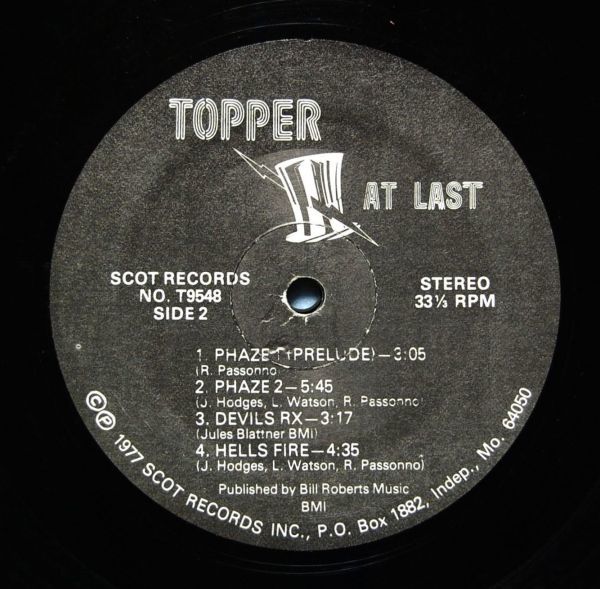 TOPPER
AT LAST
SCOT RECORDS
NO. T9548
SIDE 2
STEREO
33⅓ RPM
1. PHAZE 1 (PRELUDE)—3:05
(R. Passonno)
2. PHAZE 2—5:45
(J. Hodges, L. Watson, R. Passonno)
3. DEVILS RX—3:17
(Jules Blattner BMI)
4. HELLS FIRE—4:35
(J. Hodges, L. Watson, R. Passonno)
Published by Bill Roberts Music
BMI
© ℗ 1977 SCOT RECORDS INC., P.O. Box 1882, Indep., Mo. 64050